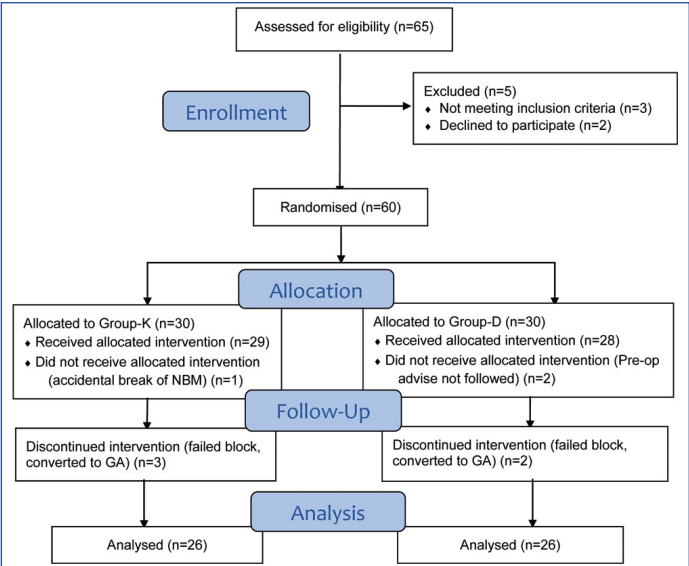 Assessed for eligibility (n=65)
Enrollment
Excluded (n=5)
♦ Not meeting inclusion criteria (n=3)
♦ Declined to participate (n=2)
Randomised (n=60)
Allocation
Allocated to Group-K (n=30)
♦ Received allocated intervention (n=29)
♦ Did not receive allocated intervention
(accidental break of NBM) (n=1)
Allocated to Group-D (n=30)
♦ Received allocated intervention (n=28)
♦ Did not receive allocated intervention (Pre-op
advise not followed) (n=2)
Follow-Up
Discontinued intervention (failed block,
converted to GA) (n=3)
Discontinued intervention (failed block,
converted to GA) (n=2)
Analysis
Analysed (n=26)
Analysed (n=26)